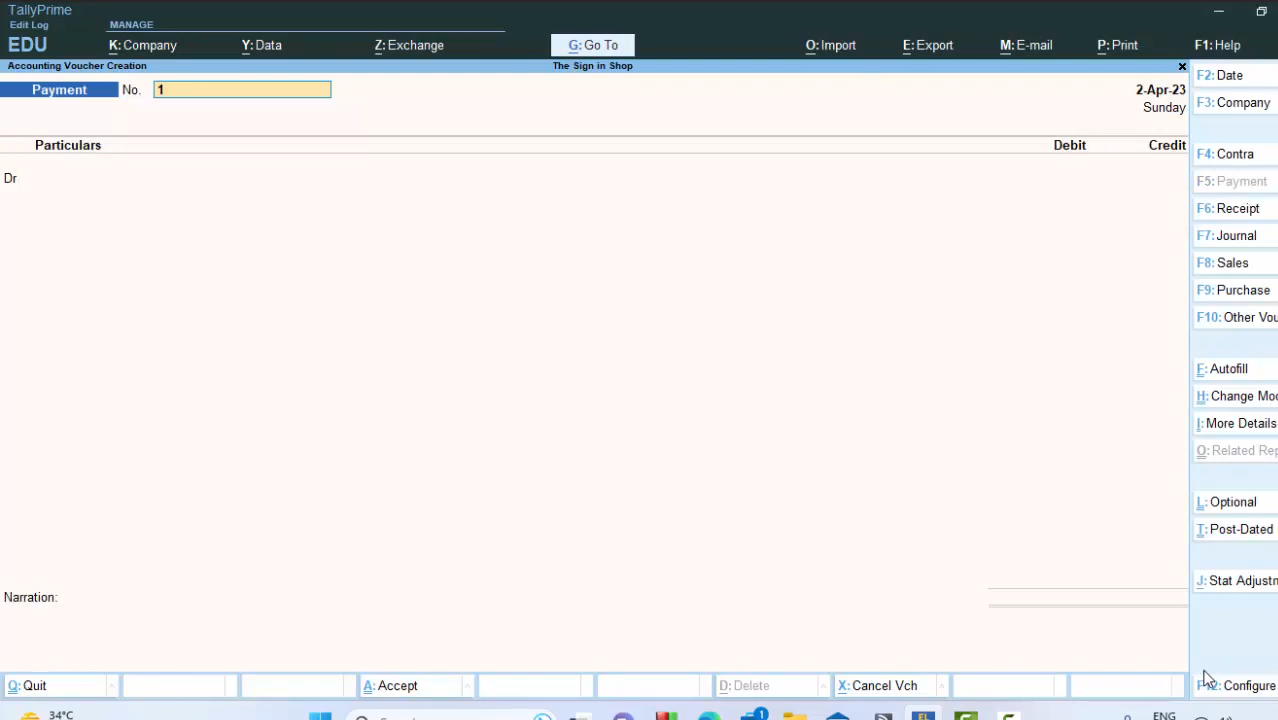 TallyPrime
Edit Log
MANAGE
EDU
K: Company
Y: Data
Z: Exchange
G: Go To
O: Import
E: Export
M: E-mail
P: Print
F1: Help
Accounting Voucher Creation
The Sign in Shop
x
Payment No. 1
2-Apr-23
Sunday
Particulars
Debit
Credit
Dr
Narration:
F2: Date
F3: Company
F4: Contra
F5: Payment
F6: Receipt
F7: Journal
F8: Sales
F9: Purchase
F10: Other Vou
F: Autofill
H: Change Mod
I: More Details
O: Related Rep
L: Optional
T: Post-Dated
J: Stat Adjustm
Configure
Q: Quit
A: Accept
D: Delete
X: Cancel Vch
34°C
1
ENG